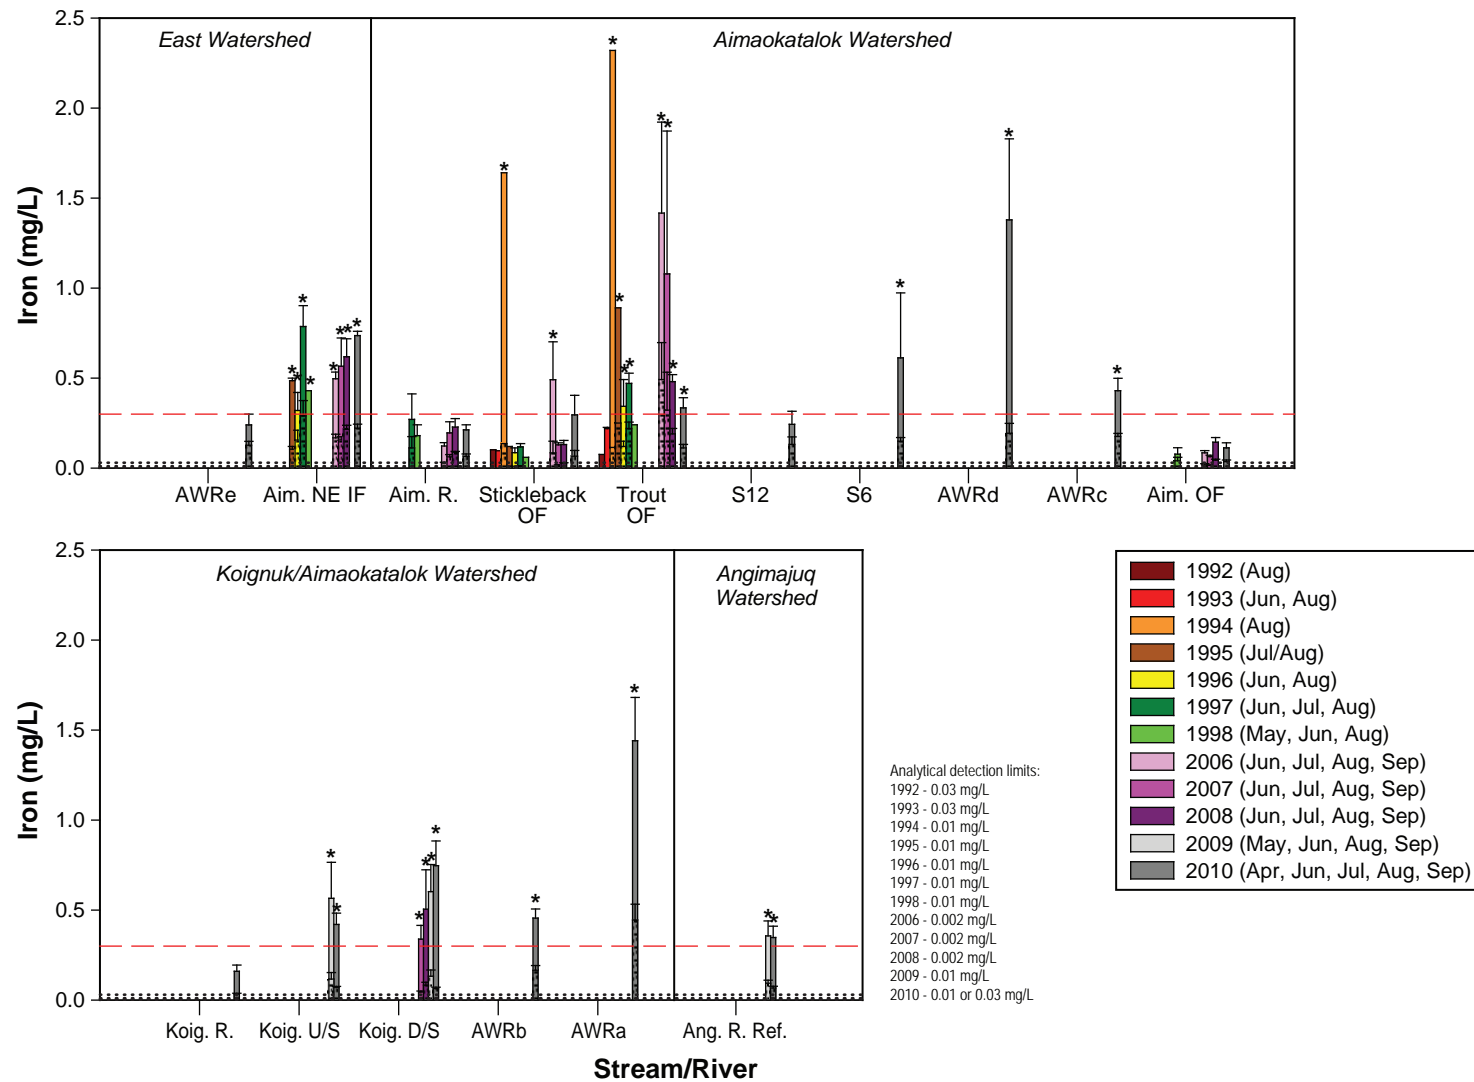 East Watershed
Aimaokatalok Watershed
Iron (mg/L)
2.5
2.0
1.5
1.0
0.5
0.0
* * * * * * * * * * * * * * * * * * * * *
AWRe Aim. NE IF Aim. R. Stickleback OF Trout OF S12 S6 AWRd AWRc Aim. OF
Koignuk/Aimaokatalok Watershed
Angimajuq
Watershed
Iron (mg/L)
2.5
2.0
1.5
1.0
0.5
0.0
* * * * * * * * * *
Koig. R. Koig. U/S Koig. D/S AWRb AWRa Ang. R. Ref.
Stream/River
Analytical detection limits:
1992 - 0.03 mg/L
1993 - 0.03 mg/L
1994 - 0.01 mg/L
1995 - 0.01 mg/L
1996 - 0.01 mg/L
1997 - 0.01 mg/L
1998 - 0.01 mg/L
2006 - 0.002 mg/L
2007 - 0.002 mg/L
2008 - 0.002 mg/L
2009 - 0.01 mg/L
2010 - 0.01 or 0.03 mg/L
1992 (Aug)
1993 (Jun, Aug)
1994 (Aug)
1995 (Jul/Aug)
1996 (Jun, Aug)
1997 (Jun, Jul, Aug)
1998 (May, Jun, Aug)
2006 (Jun, Jul, Aug, Sep)
2007 (Jun, Jul, Aug, Sep)
2008 (Jun, Jul, Aug, Sep)
2009 (May, Jun, Aug, Sep)
2010 (Apr, Jun, Jul, Aug, Sep)